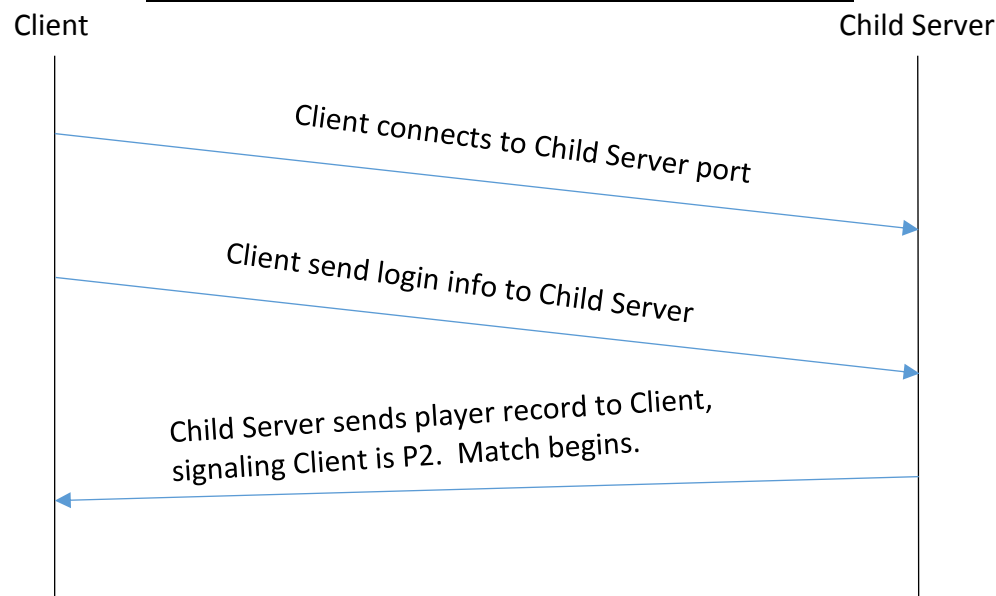 Client
Child Server
Client connects to Child Server port
Client send login info to Child Server
Child Server sends player record to Client,
signaling Client is P2.  Match begins.